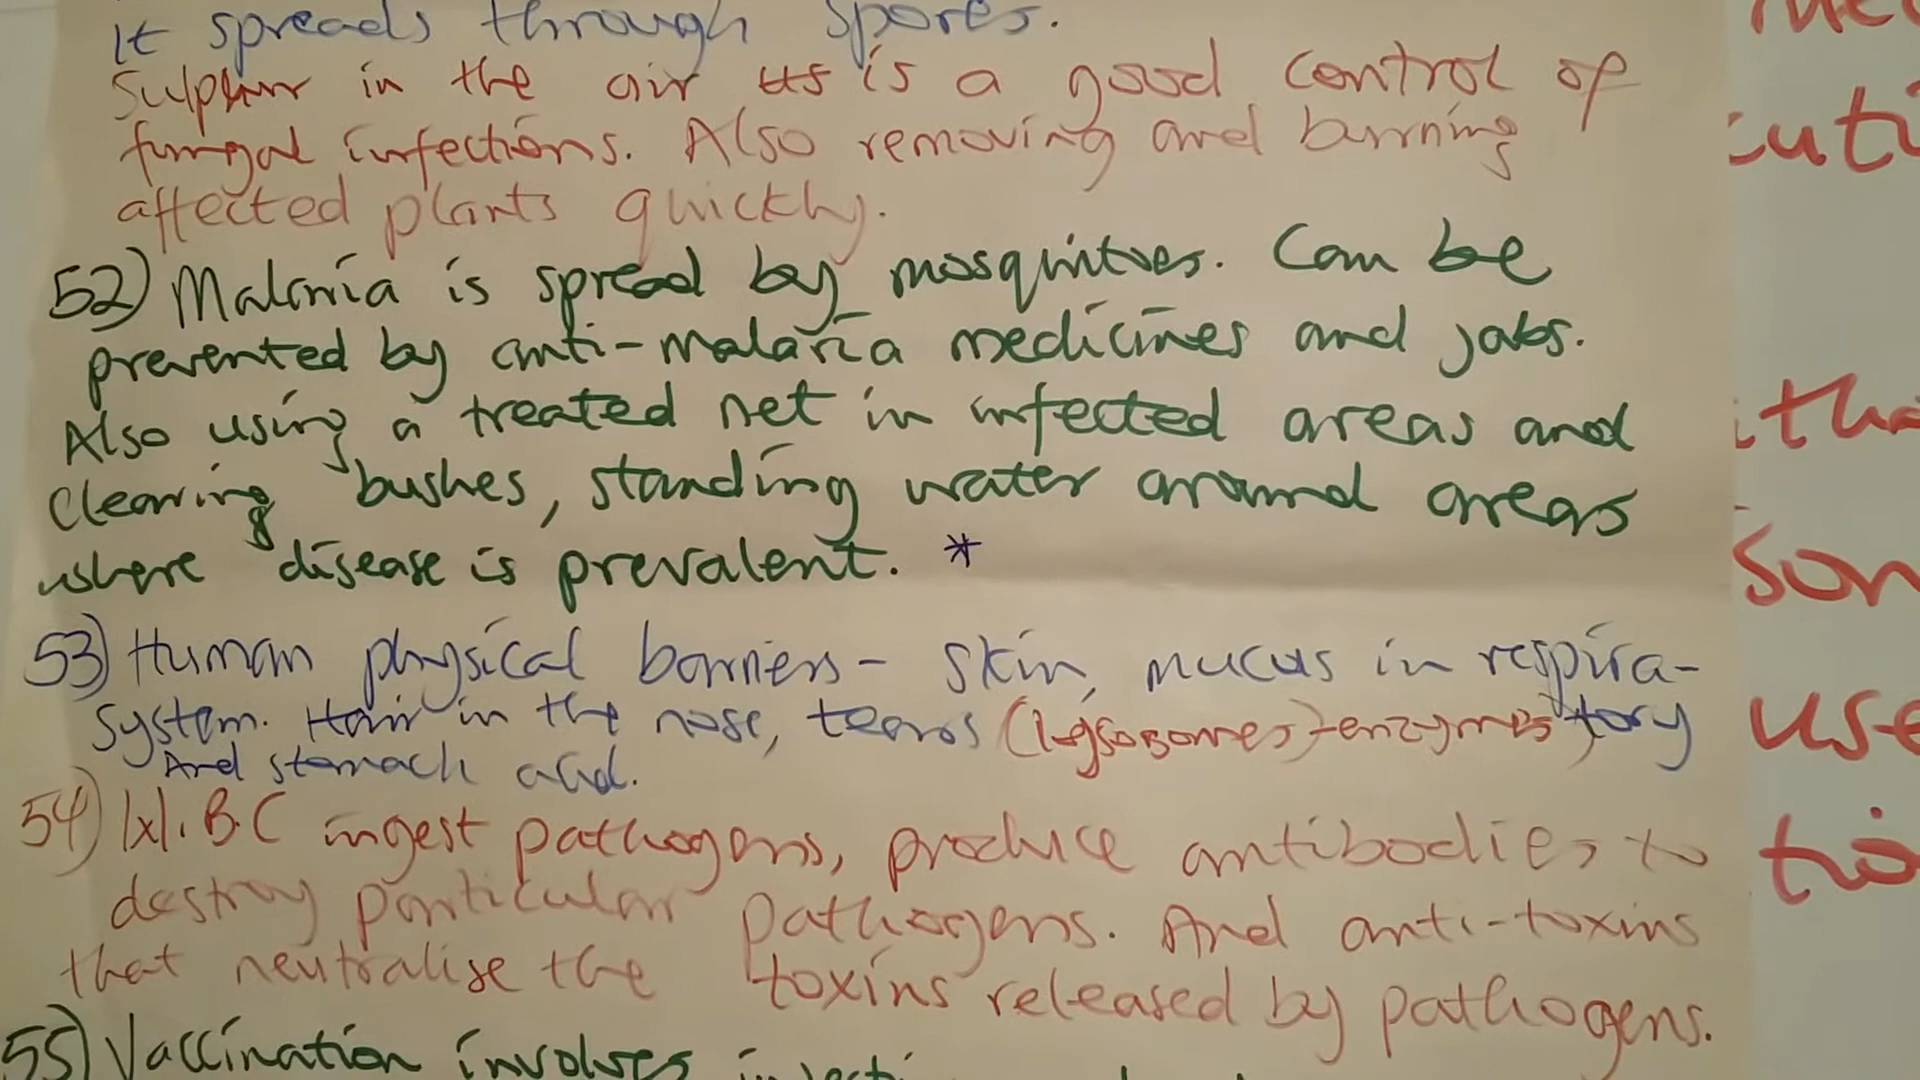 It spreads through spores.
Sulphur in the air is a good control of
fungal infections. Also removing and burning
affected plants quickly.
52) Malaria is spread by mosquitoes. Can be
prevented by anti-malaria medicines and jabs.
Also using a treated net in infected areas and
Clearing bushes, standing water around areas
where disease is prevalent. *
53) Human physical barriers - skin, mucus in respira-
system. Hair in the nose, tears (lysosomes)-enzymes tory
And stomach acid.
54) W.B.C ingest pathogens, produce antibodies to
destroy particular pathogens. And anti-toxins
that neutralise the toxins released by pathogens.
55) Vaccination involves
son
use